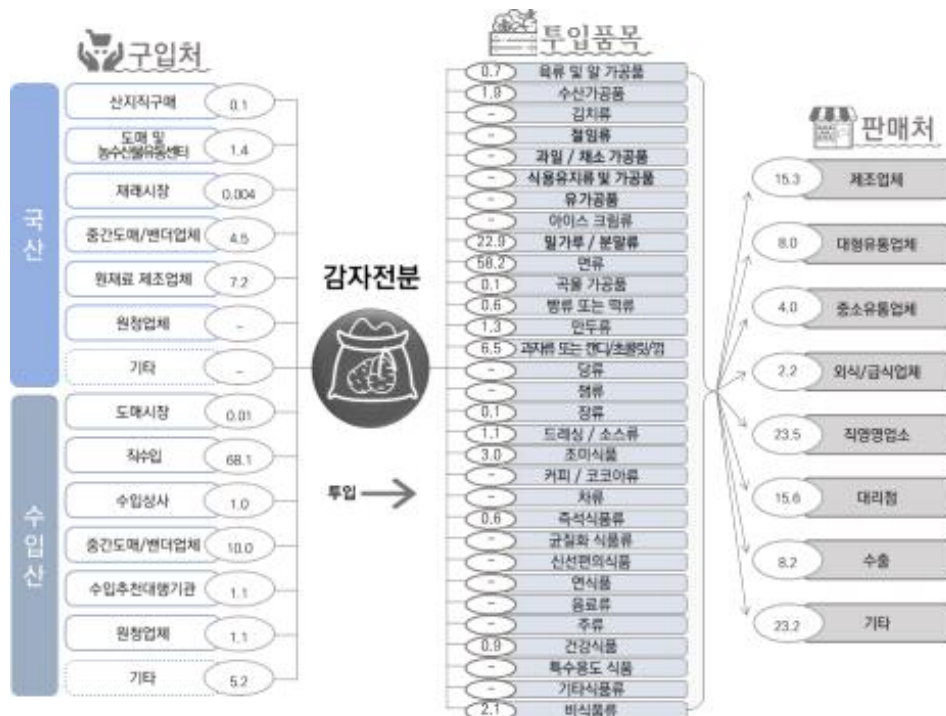 구입처
국산
산지직구매 0.1
도매 및
농수산물유통센터 1.4
재래시장 0.004
중간도매/밴더업체 4.5
원재료 제조업체 7.2
원청업체 -
기타 -
수입산
도매시장 0.01
직수입 68.1
수입상사 1.0
중간도매/밴더업체 10.0
수입추천대행기관 1.1
원청업체 1.1
기타 5.2
감자전분
투입
투입품목
0.7 육류 및 알 가공품
1.9 수산가공품
- 김치류
- 절임류
- 과일 / 채소 가공품
- 식용유지류 및 가공품
- 유가공품
- 아이스 크림류
22.9 밀가루 / 분말류
58.2 면류
0.1 곡물 가공품
0.6 빵류 또는 떡류
1.3 만두류
6.5 과자류 또는 캔디/초콜릿/껌
- 당류
- 잼류
0.1 장류
1.1 드레싱 / 소스류
3.0 조미식품
- 커피 / 코코아류
- 차류
0.6 즉석식품류
- 균질화 식품류
- 신선편의식품
- 연식품
- 음료류
- 주류
0.9 건강식품
- 특수용도 식품
- 기타식품류
2.1 비식품류
판매처
15.3 제조업체
8.0 대형유통업체
4.0 중소유통업체
2.2 외식/급식업체
23.5 직영영업소
15.6 대리점
8.2 수출
23.2 기타